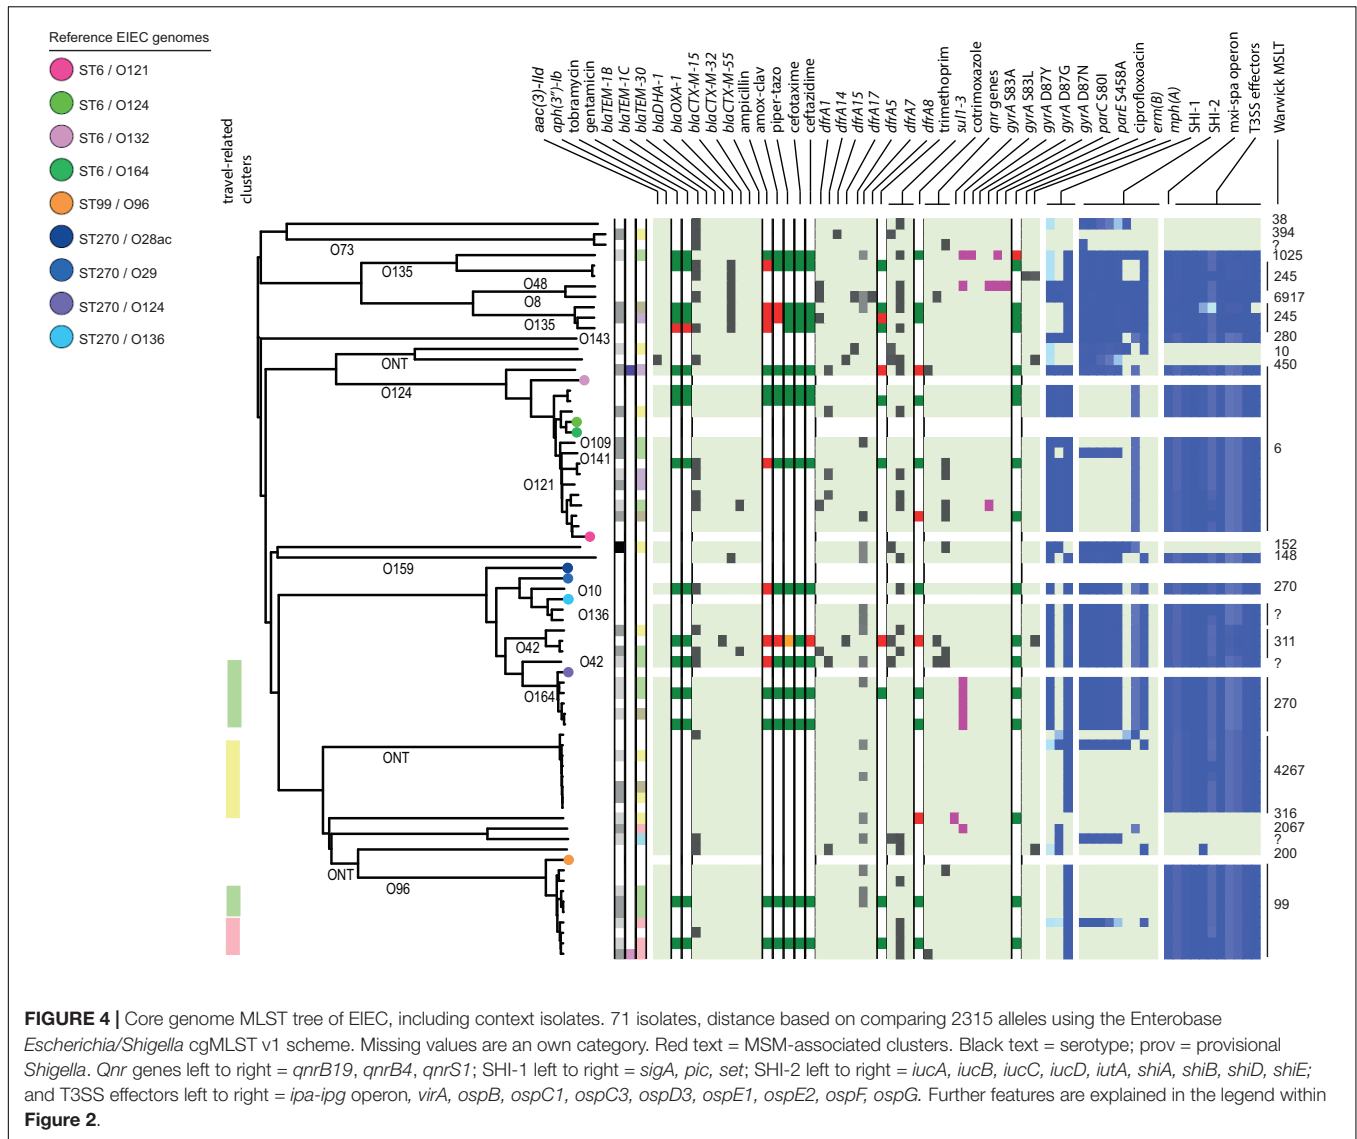 Reference EIEC genomes
ST6 / O121
ST6 / O124
ST6 / O132
ST6 / O164
ST99 / O96
ST270 / O28ac
ST270 / O29
ST270 / O124
ST270 / O136
travel-related
clusters
aac(3)-IId
aph(3")-Ib
tobramycin
gentamicin
blaTEM-1B
blaTEM-1C
blaTEM-30
blaDHA-1
blaOXA-1
blaCTX-M-15
blaCTX-M-32
blaCTX-M-55
ampicilin
amox-clav
piper-tazo
cefotaxime
ceftazidime
dfrA1
dfrA14
dfrA15
dfrA17
dfrA5
dfrA7
dfrA8
trimethoprim
sul1-3
cotrimoxazole
qnr genes
gyrA S83A
gyrA S83L
gyrA D87Y
gyrA D87G
gyrA D87N
parC S80I
parE S458A
ciprofloxoacin
erm(B)
mph(A)
SHI-1
SHI-2
mxi-spa operon
T3SS effectors
Warwick MSLT
O73
O135
O48
O8
O135
O143
ONT
O124
O109
O141
O121
O159
O10
O136
O42
O42
O164
ONT
ONT
O96
38
394
?
1025
245
6917
245
280
10
450
6
152
148
270
?
311
?
270
4267
316
2067
?
200
99
FIGURE 4 | Core genome MLST tree of EIEC, including context isolates. 71 isolates, distance based on comparing 2315 alleles using the Enterobase
Escherichia/Shigella cgMLST v1 scheme. Missing values are an own category. Red text = MSM-associated clusters. Black text = serotype; prov = provisional
Shigella. Qnr genes left to right = qnrB19, qnrB4, qnrS1; SHI-1 left to right = sigA, pic, set; SHI-2 left to right = iucA, iucB, iucC, iucD, iutA, shiA, shiB, shiD, shiE;
and T3SS effectors left to right = ipa-ipg operon, virA, ospB, ospC1, ospC3, ospD3, ospE1, ospE2, ospF, ospG. Further features are explained in the legend within
Figure 2.